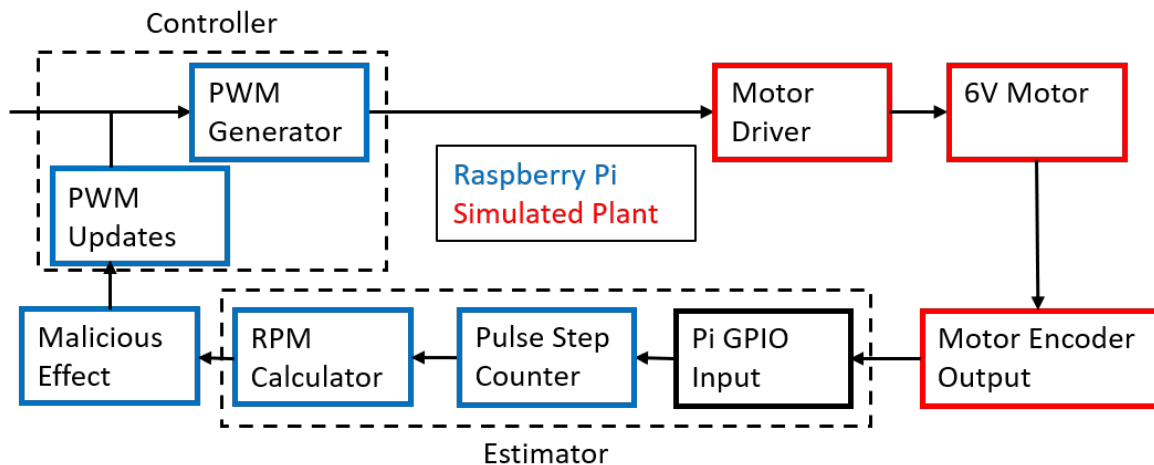 Controller
PWM
Generator
Motor
Driver
6V Motor
Raspberry Pi
Simulated Plant
PWM
Updates
Malicious
Effect
RPM
Calculator
Pulse Step
Counter
Pi GPIO
Input
Motor Encoder
Output
Estimator